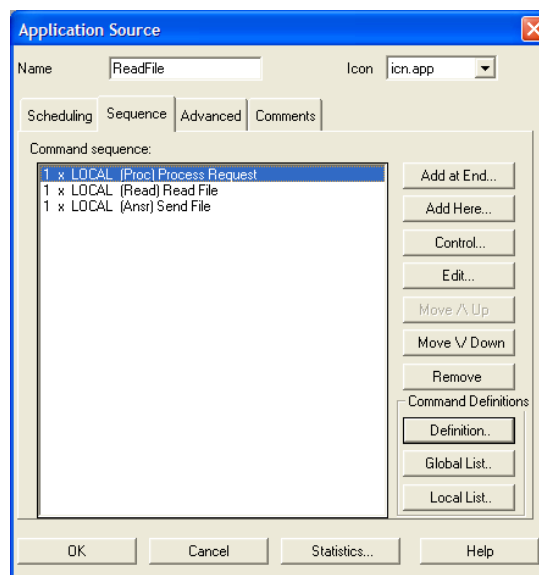 Application Source
Name ReadFile Icon icn.app
Scheduling Sequence Advanced Comments
Command sequence:
1 x LOCAL (Proc) Process Request
1 x LOCAL (Read) Read File
1 x LOCAL (Ansr) Send File
Add at End...
Add Here...
Control...
Edit...
Move /\ Up
Move \/ Down
Remove
Command Definitions
Definition..
Global List..
Local List..
OK Cancel Statistics... Help